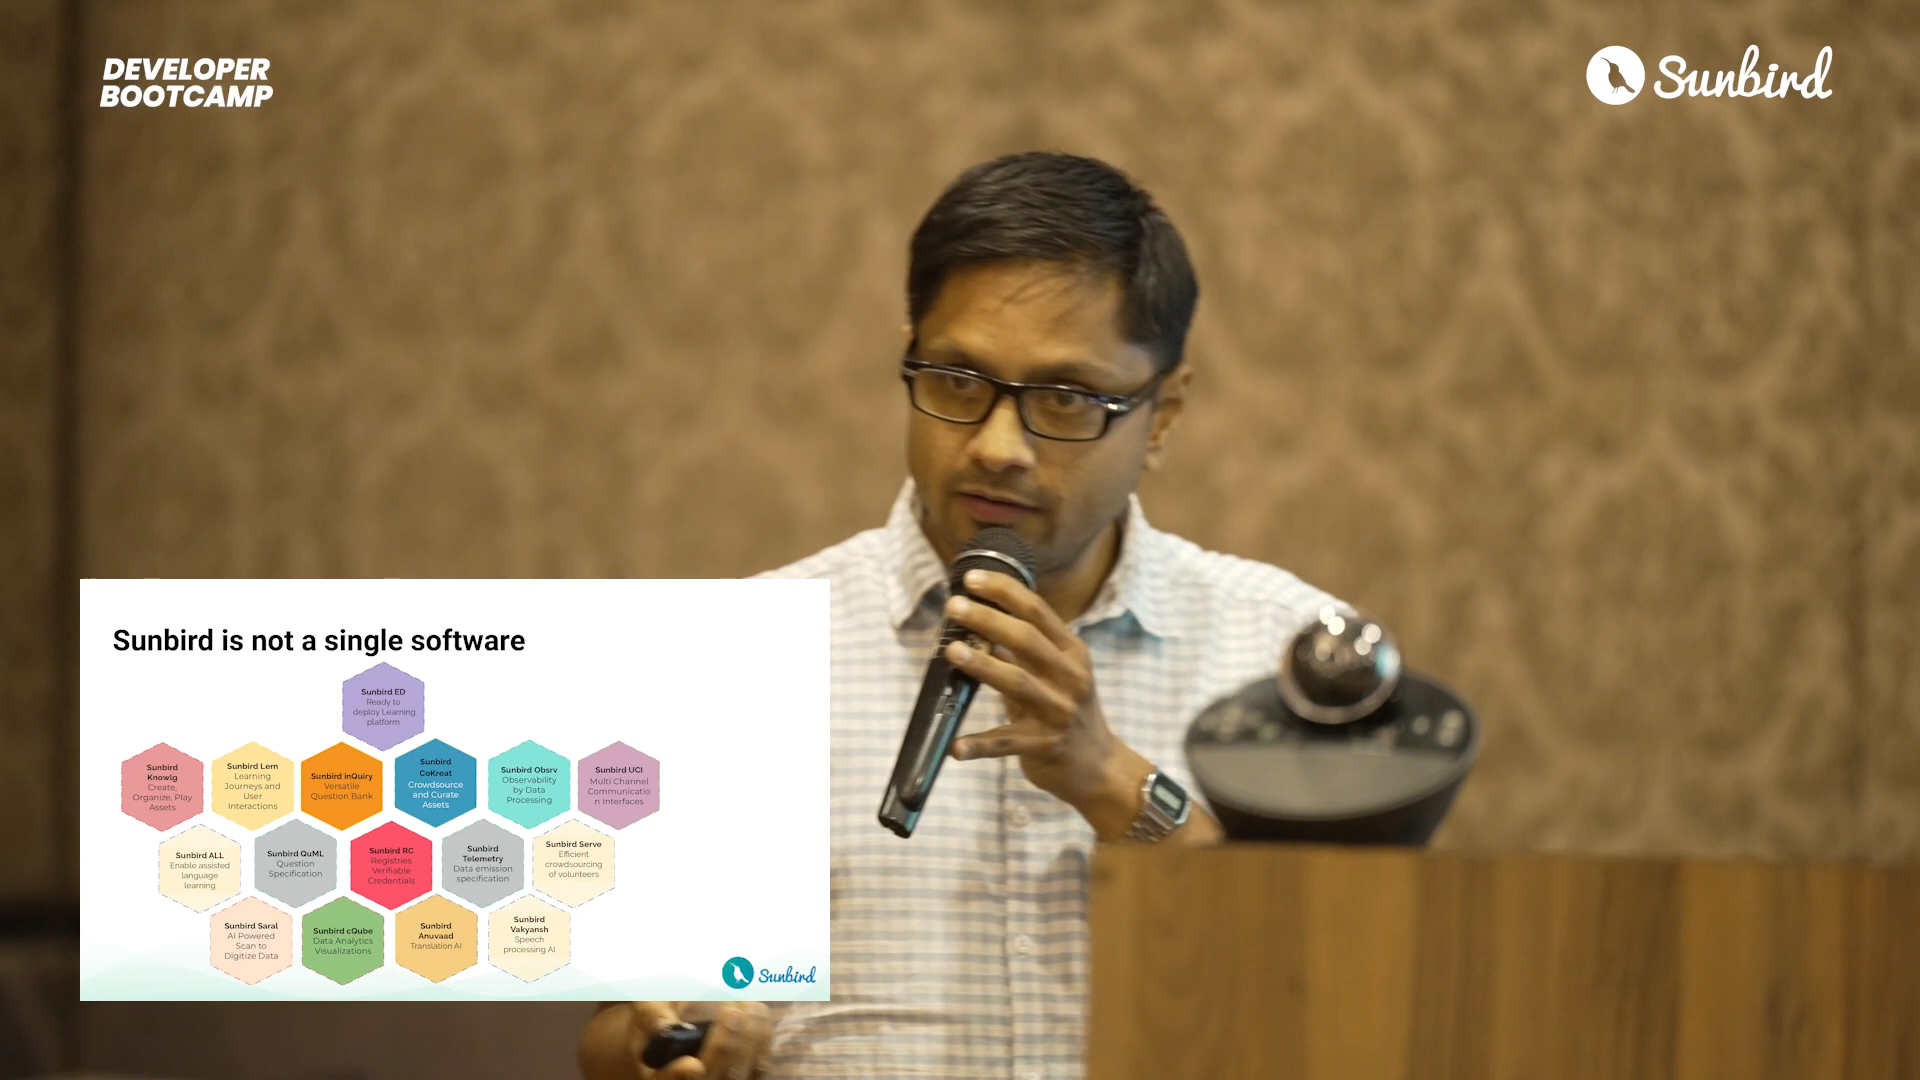 DEVELOPER
BOOTCAMP
Sunbird
Sunbird is not a single software
Sunbird ED
Ready to
deploy Learning
platform
Sunbird
Knowlg
Create,
Organize, Play
Assets
Sunbird Lern
Learning
Journeys and
User
Interactions
Sunbird inQuiry
Versatile
Question Bank
Sunbird
CoKreat
Crowdsource
and Curate
Assets
Sunbird Obsrv
Observability
by Data
Processing
Sunbird UCI
Multi Channel
Communicatio
n Interfaces
Sunbird ALL
Enable assisted
language
learning
Sunbird QuML
Question
Specification
Sunbird RC
Registries
Verifiable
Credentials
Sunbird
Telemetry
Data emission
specification
Sunbird Serve
Efficient
crowdsourcing
of volunteers
Sunbird Saral
AI Powered
Scan to
Digitize Data
Sunbird cQube
Data Analytics
Visualizations
Sunbird
Anuvaad
Translation AI
Sunbird
Vakyansh
Speech
processing AI
Sunbird